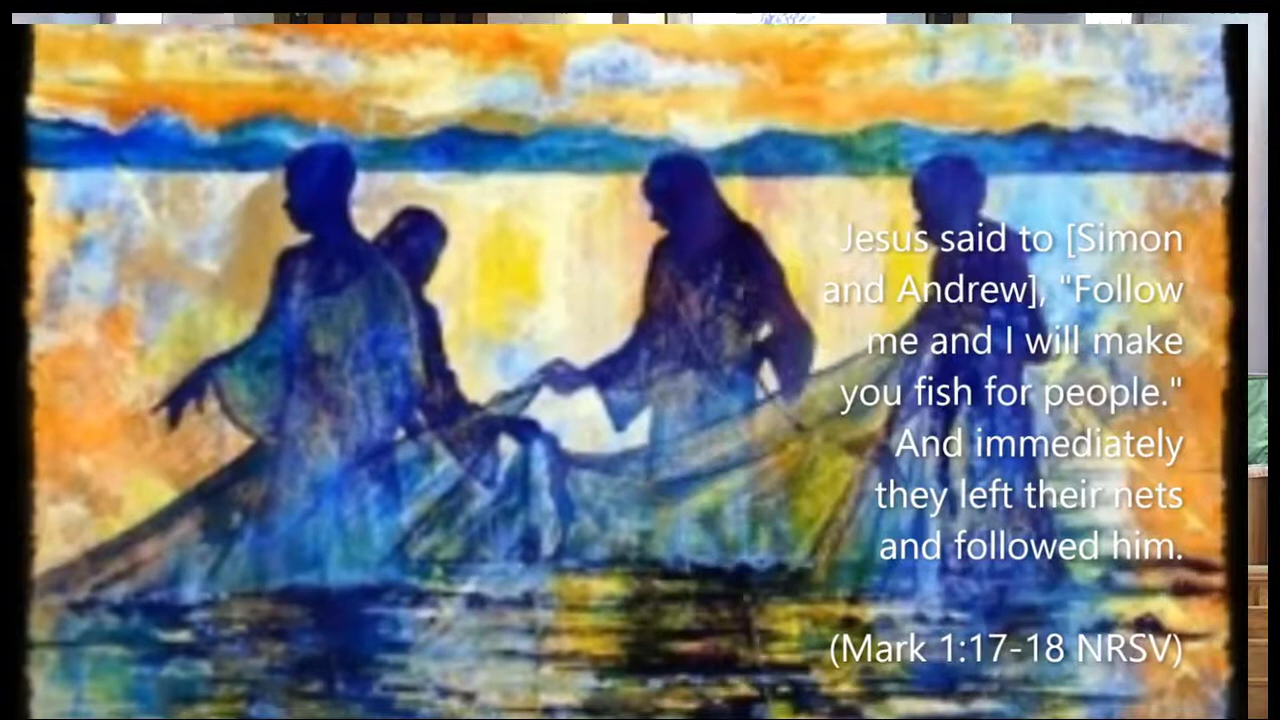 Jesus said to [Simon
and Andrew], "Follow
me and I will make
you fish for people."
And immediately
they left their nets
and followed him.
(Mark 1:17-18 NRSV)